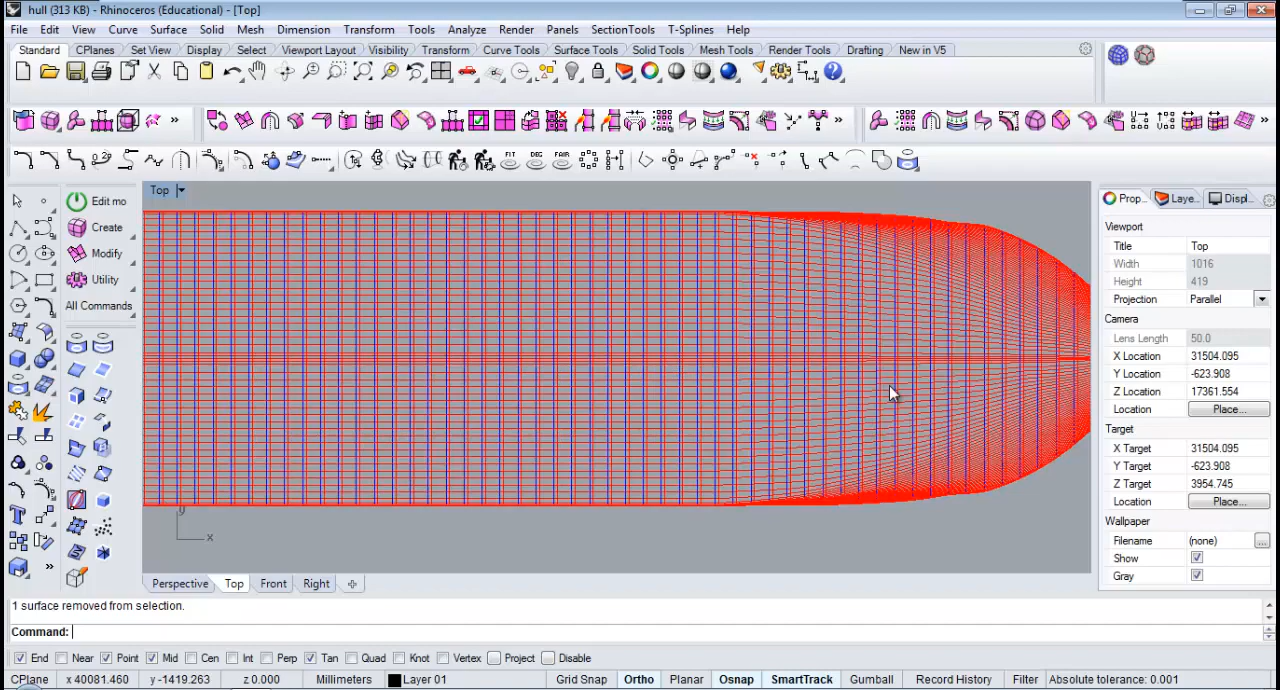 hull (313 KB) - Rhinoceros (Educational) - [Top]
File Edit View Curve Surface Solid Mesh Dimension Transform Tools Analyze Render Panels SectionTools T-Splines Help
Standard CPlanes Set View Display Select Viewport Layout Visibility Transform Curve Tools Surface Tools Solid Tools Mesh Tools Render Tools Drafting New in V5
FIT DEG FAIR
Top
Edit mo
Create
Modify
Utility
All Commands
y
x
Prop... Laye... Displ...
Viewport
Title Top
Width 1016
Height 419
Projection Parallel
Camera
Lens Length 50.0
X Location 31504.095
Y Location -623.908
Z Location 17361.554
Location Place...
Target
X Target 31504.095
Y Target -623.908
Z Target 3954.745
Location Place...
Wallpaper
Filename (none) ...
Show
Gray
Perspective Top Front Right
1 surface removed from selection.
Command:
End Near Point Mid Cen Int Perp Tan Quad Knot Vertex Project Disable
CPlane x 40081.460 y -1419.263 z 0.000 Millimeters Layer 01 Grid Snap Ortho Planar Osnap SmartTrack Gumball Record History Filter Absolute tolerance: 0.001